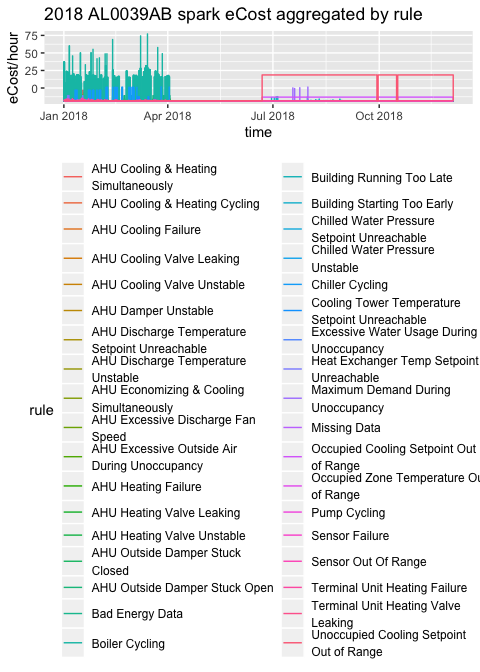 2018 AL0039AB spark eCost aggregated by rule
eCost/hour
75
50
25
0
Jan 2018
Apr 2018
Jul 2018
Oct 2018
time
rule
AHU Cooling & Heating
Simultaneously
AHU Cooling & Heating Cycling
AHU Cooling Failure
AHU Cooling Valve Leaking
AHU Cooling Valve Unstable
AHU Damper Unstable
AHU Discharge Temperature
Setpoint Unreachable
AHU Discharge Temperature
Unstable
AHU Economizing & Cooling
Simultaneously
AHU Excessive Discharge Fan
Speed
AHU Excessive Outside Air
During Unoccupancy
AHU Heating Failure
AHU Heating Valve Leaking
AHU Heating Valve Unstable
AHU Outside Damper Stuck
Closed
AHU Outside Damper Stuck Open
Bad Energy Data
Boiler Cycling
Building Running Too Late
Building Starting Too Early
Chilled Water Pressure
Setpoint Unreachable
Chilled Water Pressure
Unstable
Chiller Cycling
Cooling Tower Temperature
Setpoint Unreachable
Excessive Water Usage During
Unoccupancy
Heat Exchanger Temp Setpoint
Unreachable
Maximum Demand During
Unoccupancy
Missing Data
Occupied Cooling Setpoint Out
of Range
Occupied Zone Temperature Ou
of Range
Pump Cycling
Sensor Failure
Sensor Out Of Range
Terminal Unit Heating Failure
Terminal Unit Heating Valve
Leaking
Unoccupied Cooling Setpoint
Out of Range